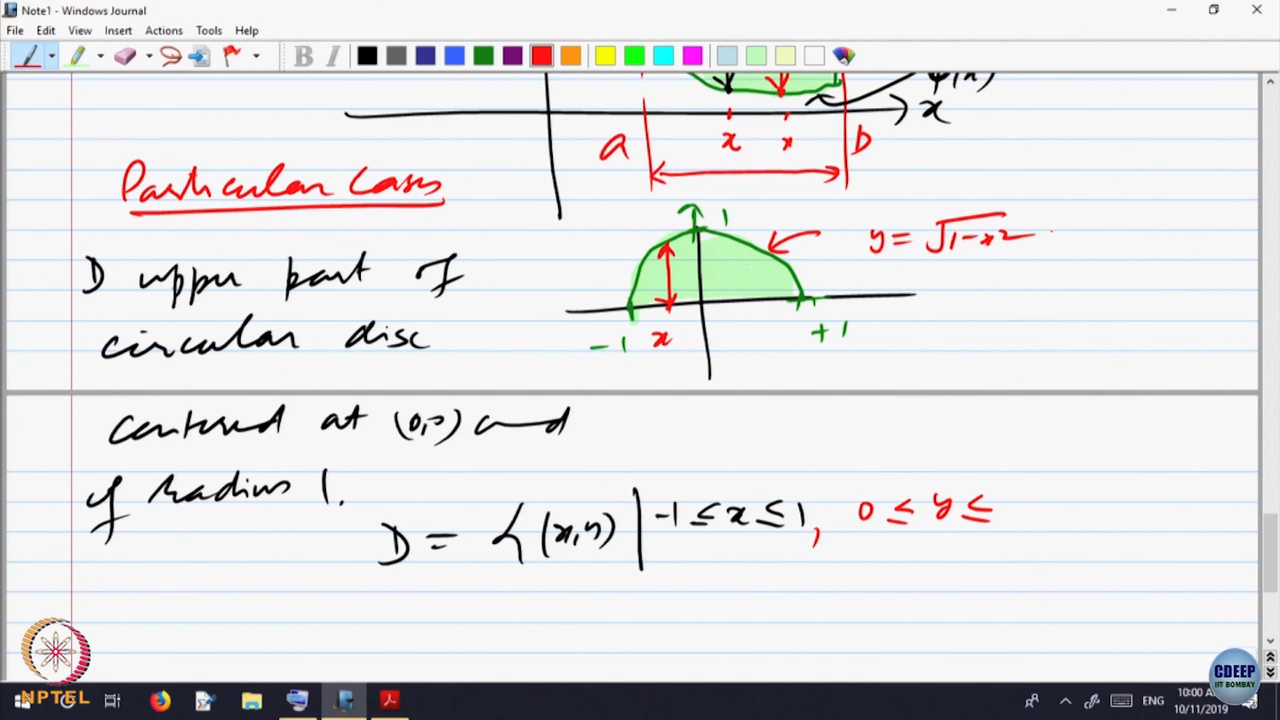 Note1 - Windows Journal
File Edit View Insert Actions Tools Help
B I
ψ(x)
x
a x x b
Particular Cases
1 y = √1-x2
D upper part of
-1 x +1
circular disc
Centered at (0,0) and
of radius 1.
D = { (x,y) | -1 ≤ x ≤ 1, 0 ≤ y ≤
NPTEL
CDEEP
IIT BOMBAY
ENG
10:00 A
10/11/2019